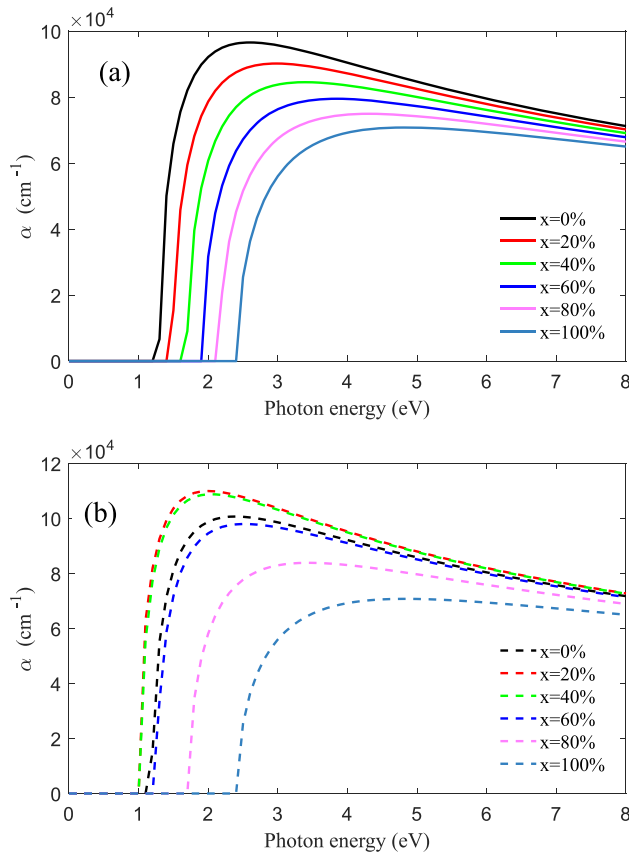 ×10⁴
10
8
6
4
2
0
α (cm⁻¹)
(a)
x=0%
x=20%
x=40%
x=60%
x=80%
x=100%
0 1 2 3 4 5 6 7 8
Photon energy (eV)
×10⁴
12
10
8
6
4
2
0
α (cm⁻¹)
(b)
x=0%
x=20%
x=40%
x=60%
x=80%
x=100%
0 1 2 3 4 5 6 7 8
Photon energy (eV)